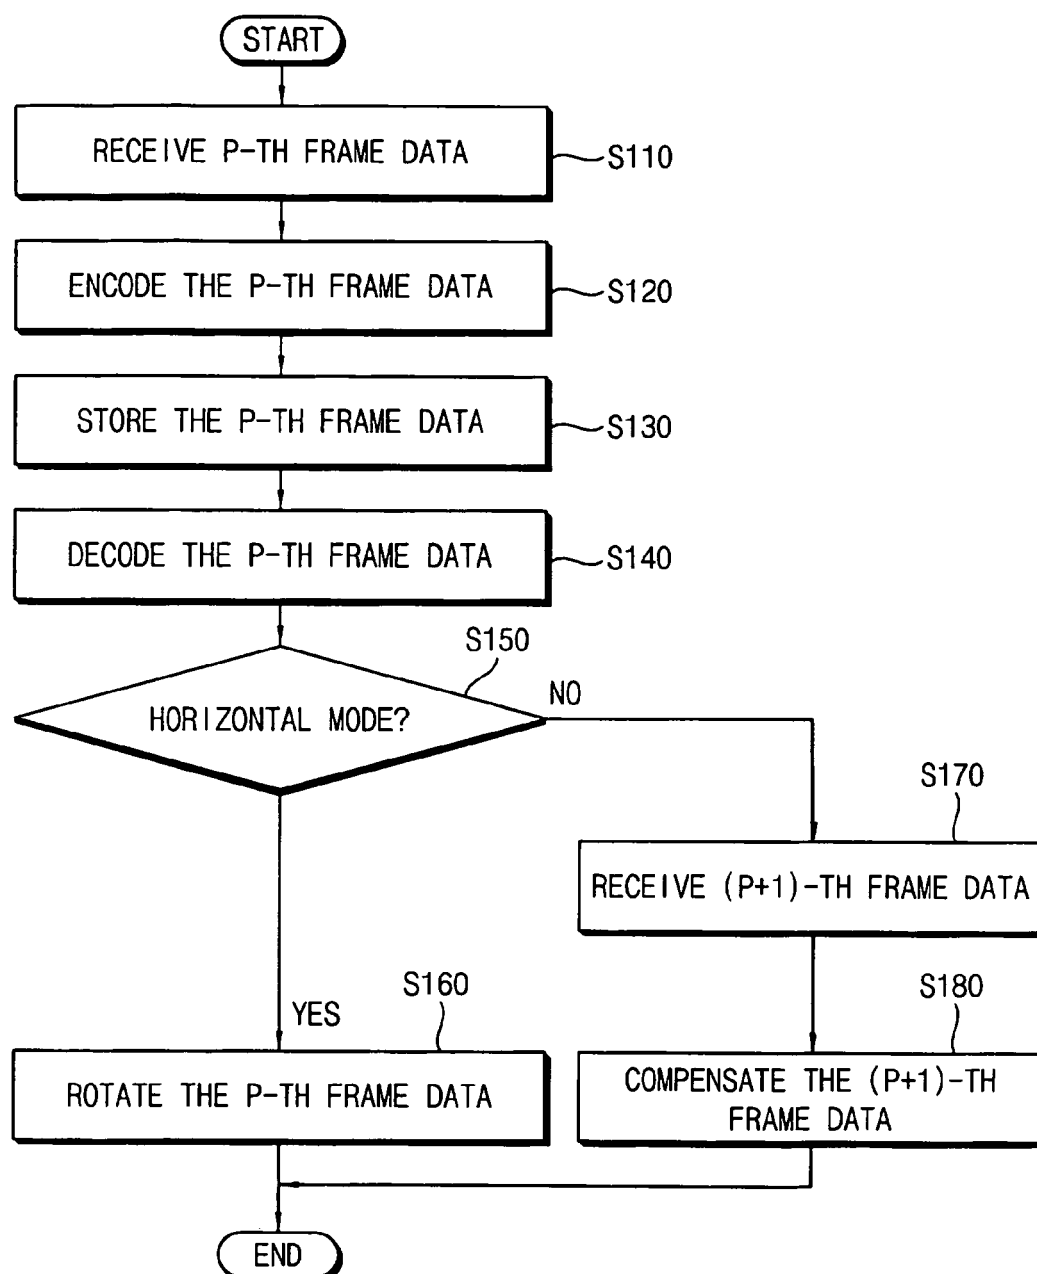 START
RECEIVE P-TH FRAME DATA
S110
ENCODE THE P-TH FRAME DATA
S120
STORE THE P-TH FRAME DATA
S130
DECODE THE P-TH FRAME DATA
S140
S150
HORIZONTAL MODE?
NO
S170
RECEIVE (P+1)-TH FRAME DATA
S160
YES
ROTATE THE P-TH FRAME DATA
S180
COMPENSATE THE (P+1)-TH
FRAME DATA
END